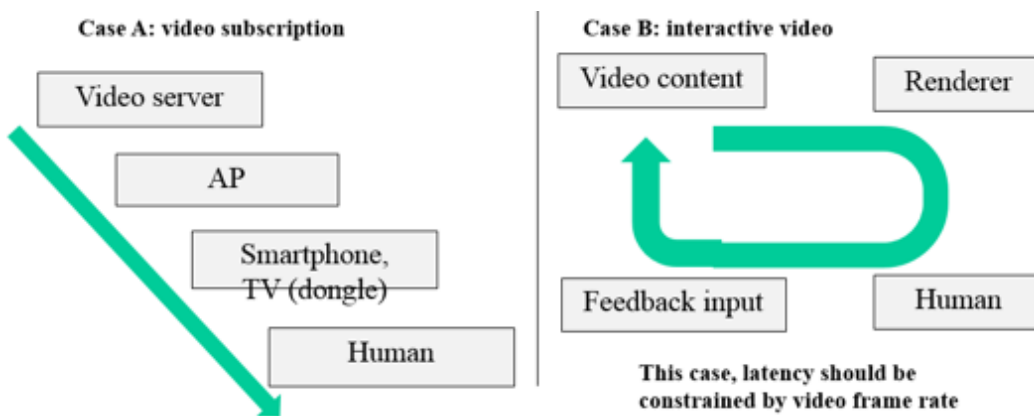 Case A: video subscription
Video server
AP
Smartphone,
TV (dongle)
Human
Case B: interactive video
Video content
Renderer
Feedback input
Human
This case, latency should be
constrained by video frame rate